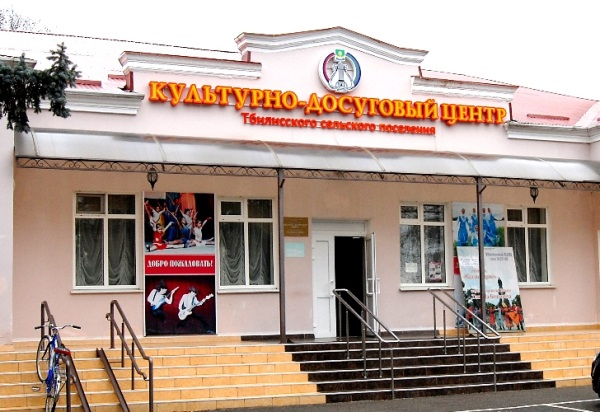 КУЛЬТУРНО-ДОСУГОВЫЙ ЦЕНТР
Тбилисского сельского поселения
ДОБРО ПОЖАЛОВАТЬ!